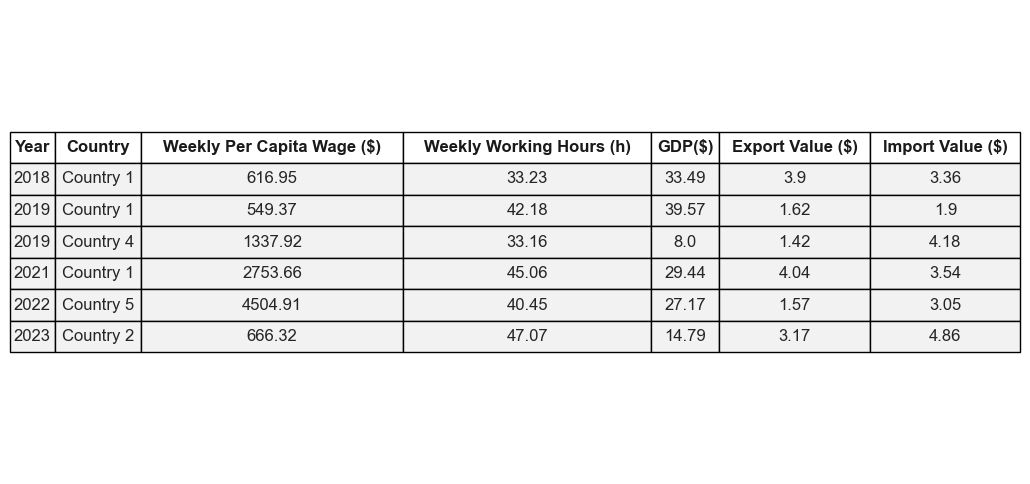 Year Country Weekly Per Capita Wage ($) Weekly Working Hours (h) GDP($) Export Value ($) Import Value ($)
2018 Country 1 616.95 33.23 33.49 3.9 3.36
2019 Country 1 549.37 42.18 39.57 1.62 1.9
2019 Country 4 1337.92 33.16 8.0 1.42 4.18
2021 Country 1 2753.66 45.06 29.44 4.04 3.54
2022 Country 5 4504.91 40.45 27.17 1.57 3.05
2023 Country 2 666.32 47.07 14.79 3.17 4.86